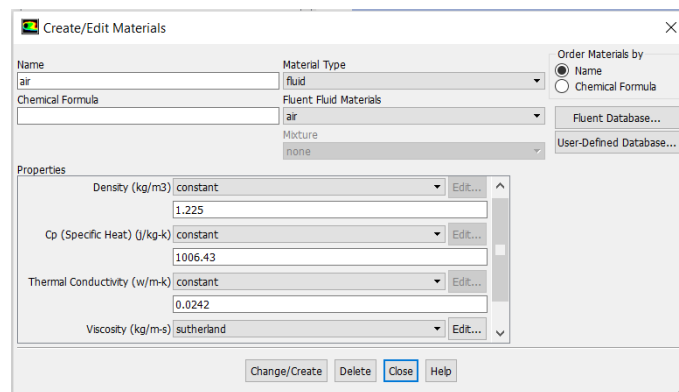 Create/Edit Materials
Name
air
Material Type
fluid
Order Materials by
Name
Chemical Formula
Chemical Formula
Fluent Fluid Materials
air
Mixture
none
Fluent Database...
User-Defined Database...
Properties
Density (kg/m3) constant Edit...
1.225
Cp (Specific Heat) (j/kg-k) constant Edit...
1006.43
Thermal Conductivity (w/m-k) constant Edit...
0.0242
Viscosity (kg/m-s) sutherland Edit...
Change/Create Delete Close Help